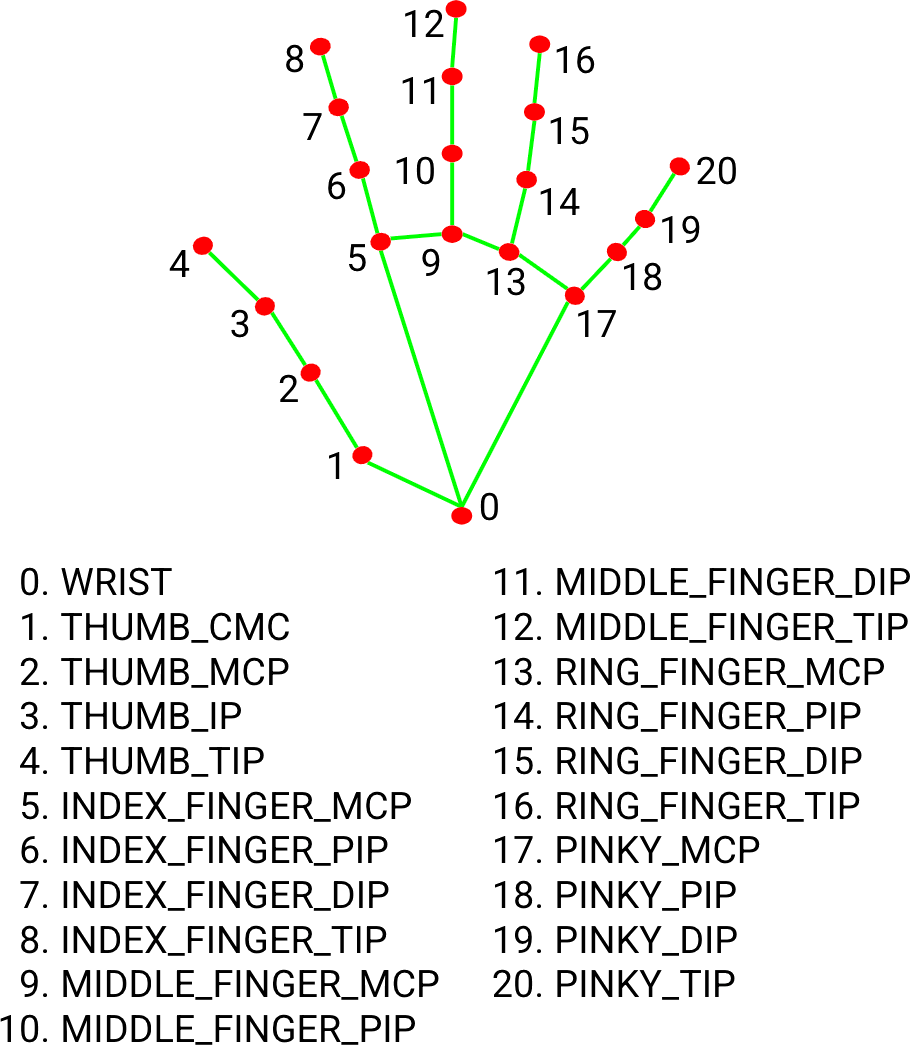 12
8
16
11
7
15
10
20
6
14
19
4
5
9
13
18
3
17
2
1
0
0. WRIST
1. THUMB_CMC
2. THUMB_MCP
3. THUMB_IP
4. THUMB_TIP
5. INDEX_FINGER_MCP
6. INDEX_FINGER_PIP
7. INDEX_FINGER_DIP
8. INDEX_FINGER_TIP
9. MIDDLE_FINGER_MCP
10. MIDDLE_FINGER_PIP
11. MIDDLE_FINGER_DIP
12. MIDDLE_FINGER_TIP
13. RING_FINGER_MCP
14. RING_FINGER_PIP
15. RING_FINGER_DIP
16. RING_FINGER_TIP
17. PINKY_MCP
18. PINKY_PIP
19. PINKY_DIP
20. PINKY_TIP